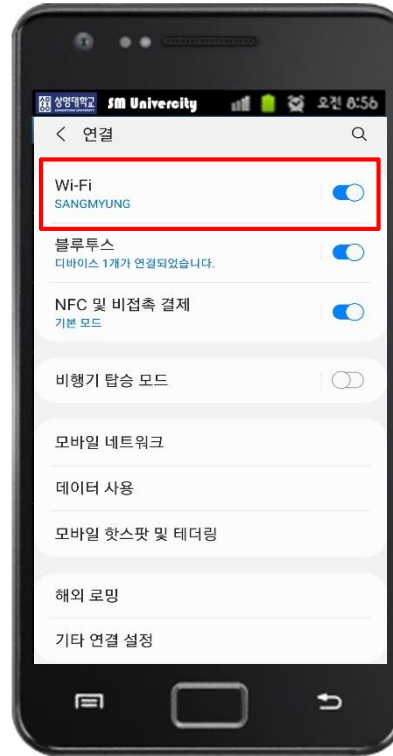 상명대학교 SM Univercity 오전 8:56
연결
Wi-Fi
SANGMYUNG
블루투스
디바이스 1개가 연결되었습니다.
NFC 및 비접촉 결제
기본 모드
비행기 탑승 모드
모바일 네트워크
데이터 사용
모바일 핫스팟 및 테더링
해외 로밍
기타 연결 설정